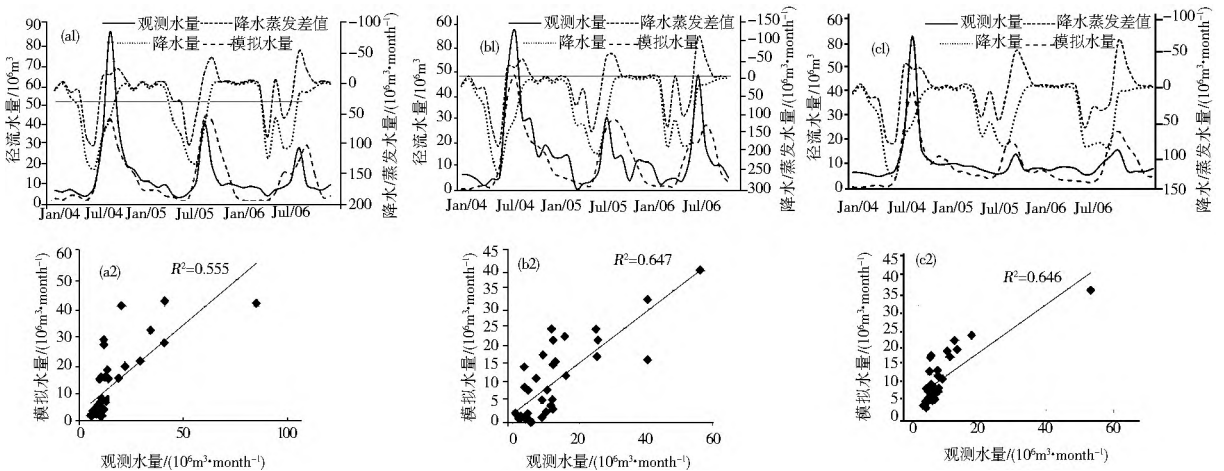 (a1)
观测水量 降水蒸发差值
降水量 模拟水量
径流水量/10⁶m³
90
80
70
60
50
40
30
20
10
0
Jan/04 Jul/04 Jan/05 Jul/05 Jan/06 Jul/06
-100
-50
0
50
100
150
200
降水/蒸发水量/(10⁶m³•month⁻¹)
(b1)
观测水量 降水蒸发差值
降水量 模拟水量
径流水量/10⁶m³
60
50
40
30
20
10
0
Jan/04 Jul/04 Jan/05 Jul/05 Jan/06 Jul/06
-150
-100
-50
0
50
100
150
200
250
300
降水/蒸发水量/(10⁶m³•month⁻¹)
(c1)
观测水量 降水蒸发差值
降水量 模拟水量
径流水量/10⁶m³
60
50
40
30
20
10
0
Jan/04 Jul/04 Jan/05 Jul/05 Jan/06 Jul/06
-100
-50
0
50
100
150
降水/蒸发水量/(10⁶m³•month⁻¹)
(a2)
R²=0.555
模拟水量/(10⁶m³•month⁻¹)
60
50
40
30
20
10
0
0 50 100
观测水量/(10⁶m³•month⁻¹)
(b2)
R²=0.647
模拟水量/(10⁶m³•month⁻¹)
45
40
35
30
25
20
15
10
5
0
0 20 40 60
观测水量/(10⁶m³•month⁻¹)
(c2)
R²=0.646
模拟水量/(10⁶m³•month⁻¹)
45
40
35
30
25
20
15
10
5
0
0 20 40 60
观测水量/(10⁶m³•month⁻¹)